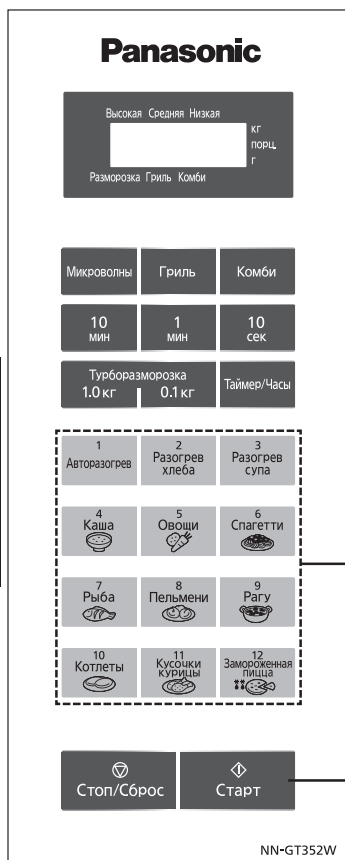 Panasonic
Высокая Средняя Низкая
кг
порц.
г
Разморозка Гриль Комби
Микроволны Гриль Комби
10 1 10
мин мин сек
Турборазморозка
1.0 кг 0.1 кг Таймер/Часы
1 2 3
Авторазогрев Разогрев хлеба Разогрев супа
4 5 6
Каша Овощи Спагетти
7 8 9
Рыба Пельмени Рагу
10 11 12
Котлеты Кусочки курицы Замороженная пицца
Стоп/Сброс Старт
NN-GT352W